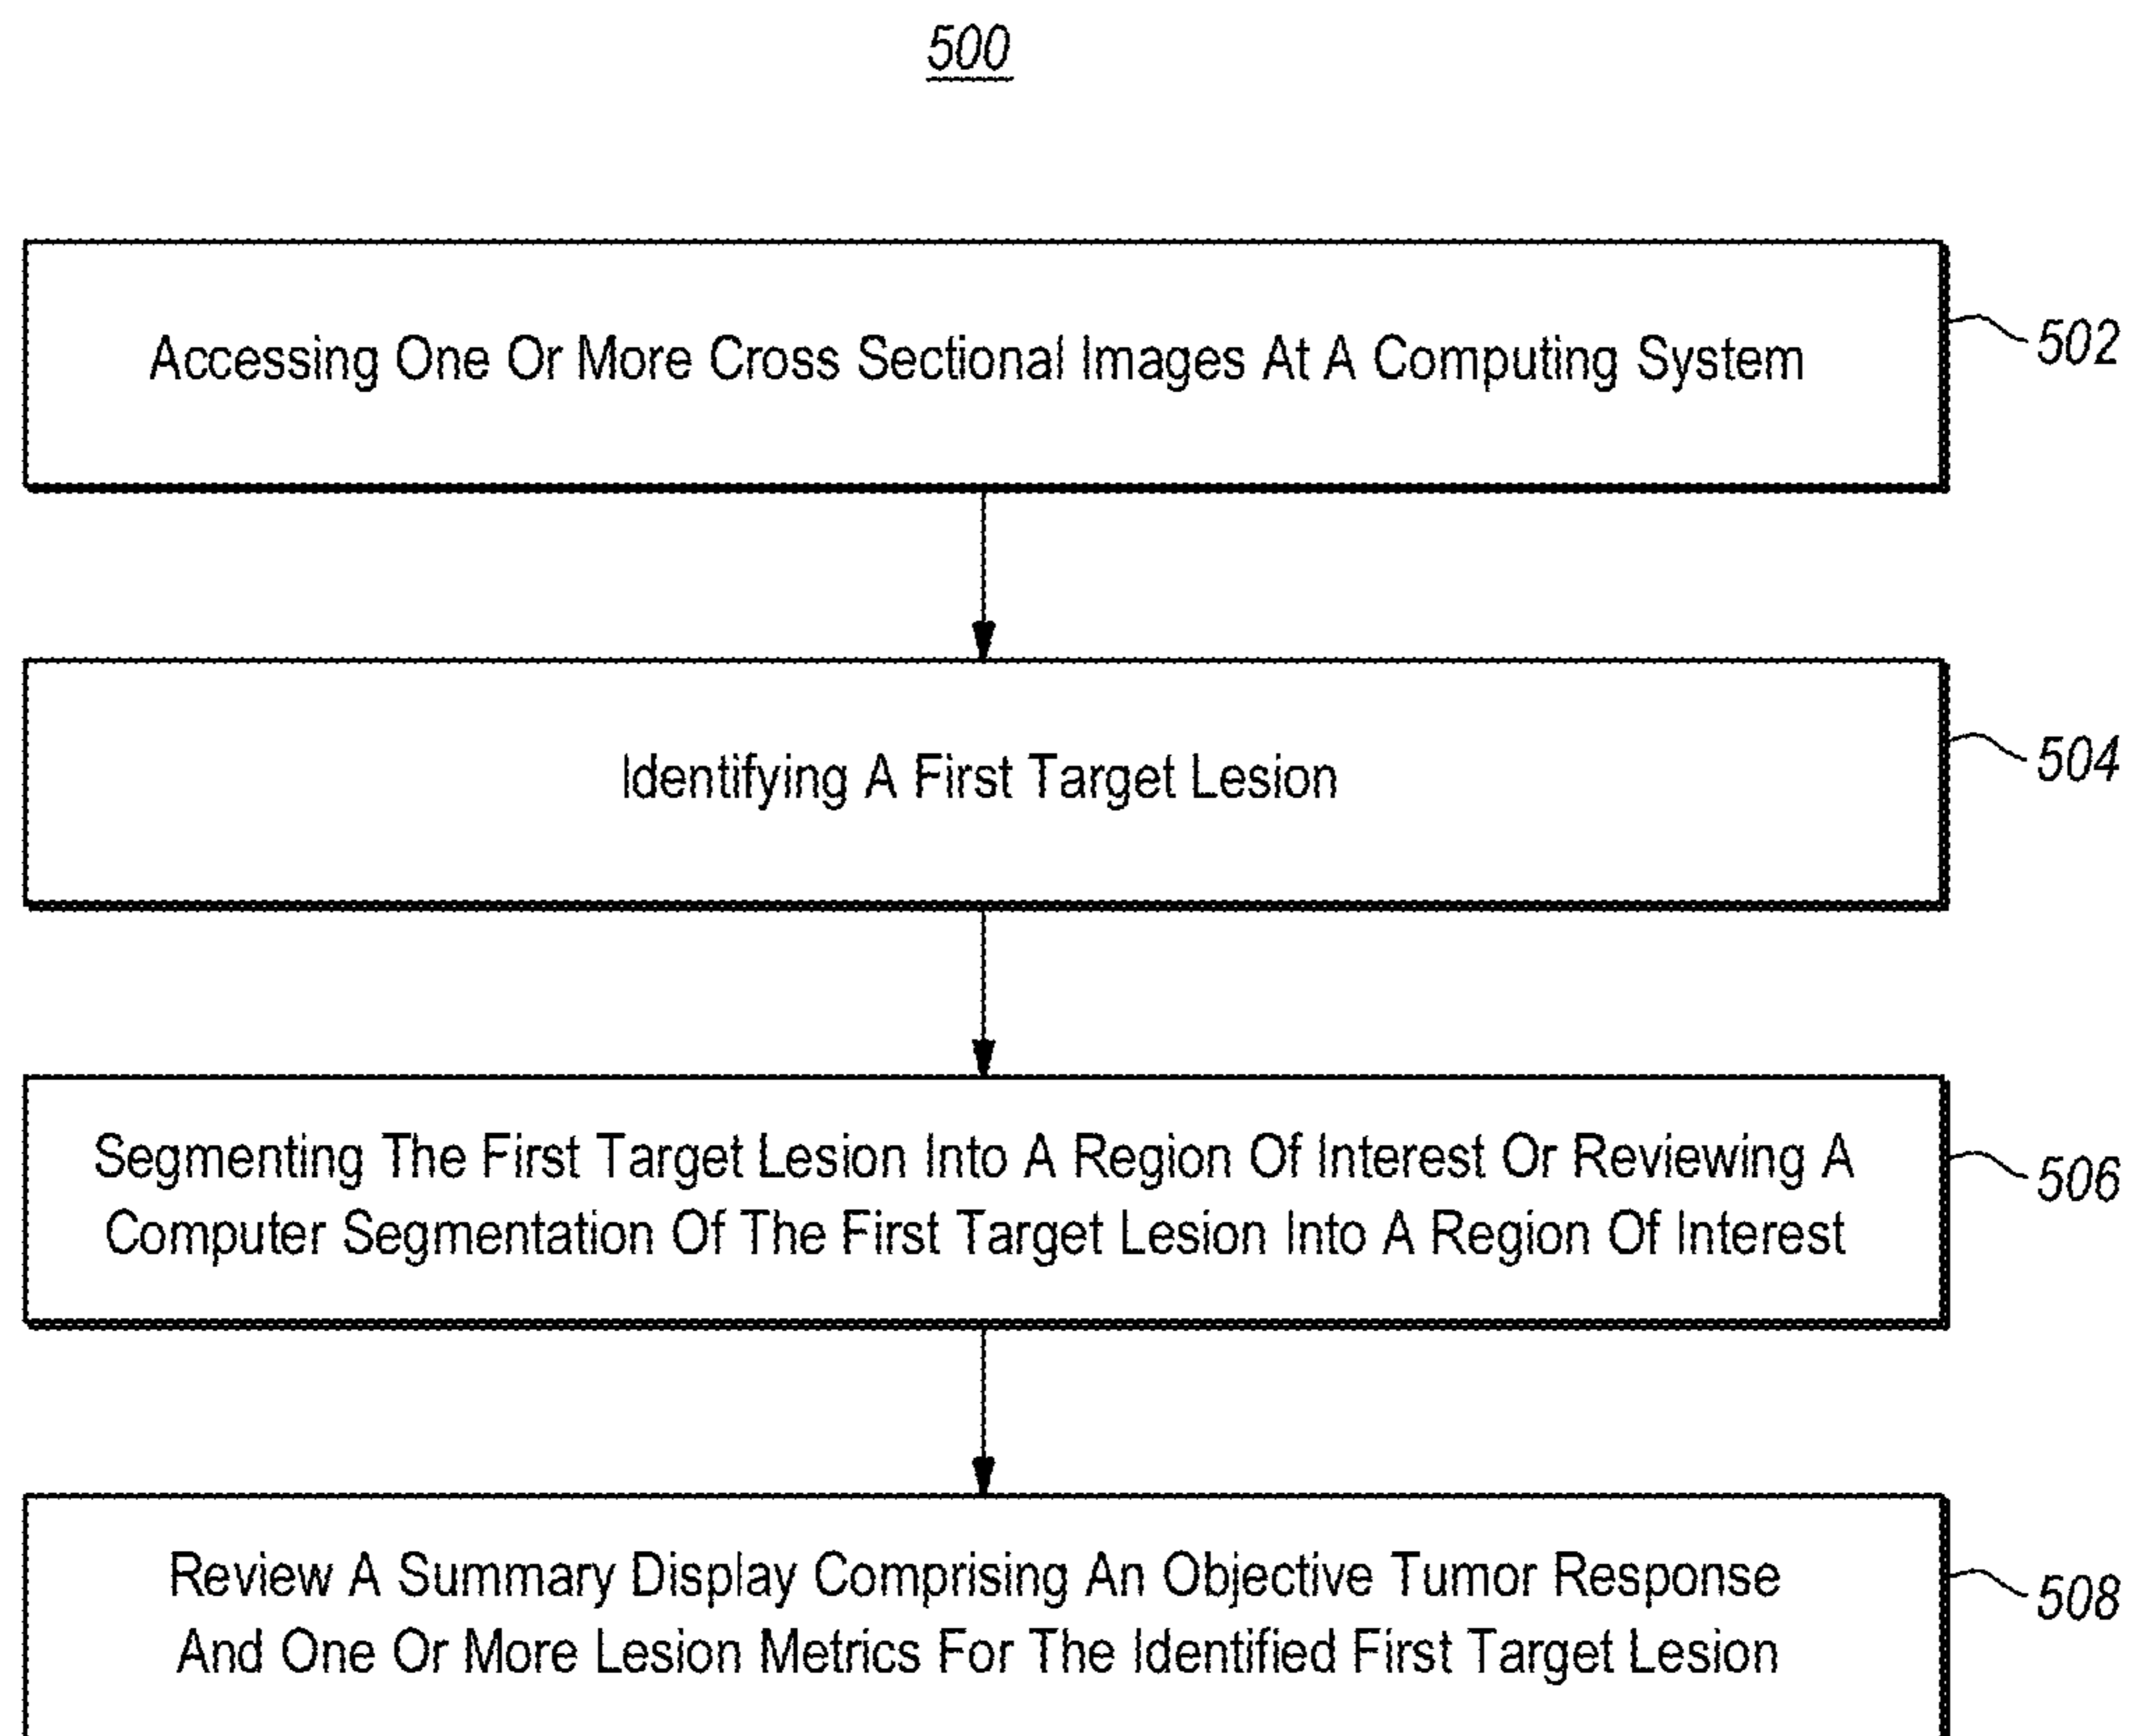 500
Accessing One Or More Cross Sectional Images At A Computing System
502
Identifying A First Target Lesion
504
Segmenting The First Target Lesion Into A Region Of Interest Or Reviewing A
Computer Segmentation Of The First Target Lesion Into A Region Of Interest
506
Review A Summary Display Comprising An Objective Tumor Response
And One Or More Lesion Metrics For The Identified First Target Lesion
508